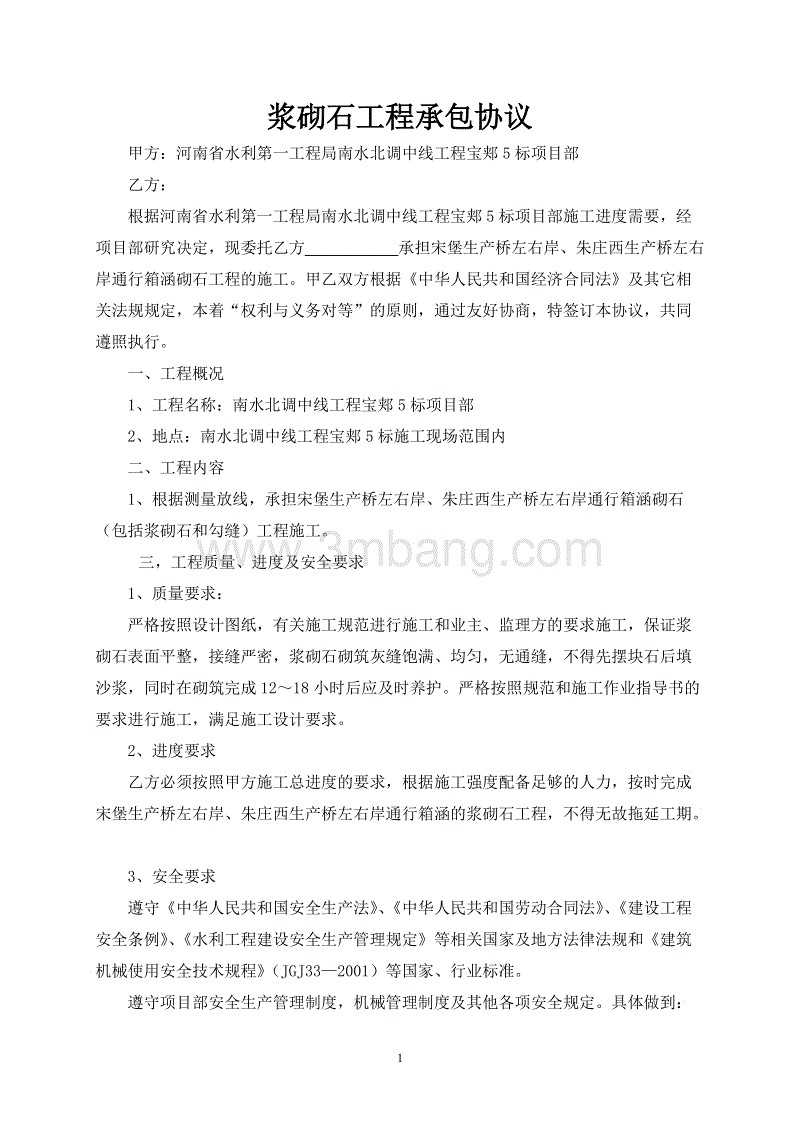 浆砌石工程承包协议
甲方：河南省水利第一工程局南水北调中线工程宝郏 5 标项目部
乙方：
根据河南省水利第一工程局南水北调中线工程宝郏 5 标项目部施工进度需要，经
项目部研究决定，现委托乙方____________承担宋堡生产桥左右岸、朱庄西生产桥左右
岸通行箱涵砌石工程的施工。甲乙双方根据《中华人民共和国经济合同法》及其它相
关法规规定，本着“权利与义务对等”的原则，通过友好协商，特签订本协议，共同
遵照执行。
一、工程概况
1、工程名称：南水北调中线工程宝郏 5 标项目部
2、地点：南水北调中线工程宝郏 5 标施工现场范围内
二、工程内容
1、根据测量放线，承担宋堡生产桥左右岸、朱庄西生产桥左右岸通行箱涵砌石
（包括浆砌石和勾缝）工程施工。
www.3mbang.com
三，工程质量、进度及安全要求
1、质量要求：
严格按照设计图纸，有关施工规范进行施工和业主、监理方的要求施工，保证浆
砌石表面平整，接缝严密，浆砌石砌筑灰缝饱满、均匀，无通缝，不得先摆块石后填
沙浆，同时在砌筑完成 12～18 小时后应及时养护。严格按照规范和施工作业指导书的
要求进行施工，满足施工设计要求。
2、进度要求
乙方必须按照甲方施工总进度的要求，根据施工强度配备足够的人力，按时完成
宋堡生产桥左右岸、朱庄西生产桥左右岸通行箱涵的浆砌石工程，不得无故拖延工期。
3、安全要求
遵守《中华人民共和国安全生产法》、《中华人民共和国劳动合同法》、《建设工程
安全条例》、《水利工程建设安全生产管理规定》等相关国家及地方法律法规和《建筑
机械使用安全技术规程》（JGJ33—2001）等国家、行业标准。
遵守项目部安全生产管理制度，机械管理制度及其他各项安全规定。具体做到：
1